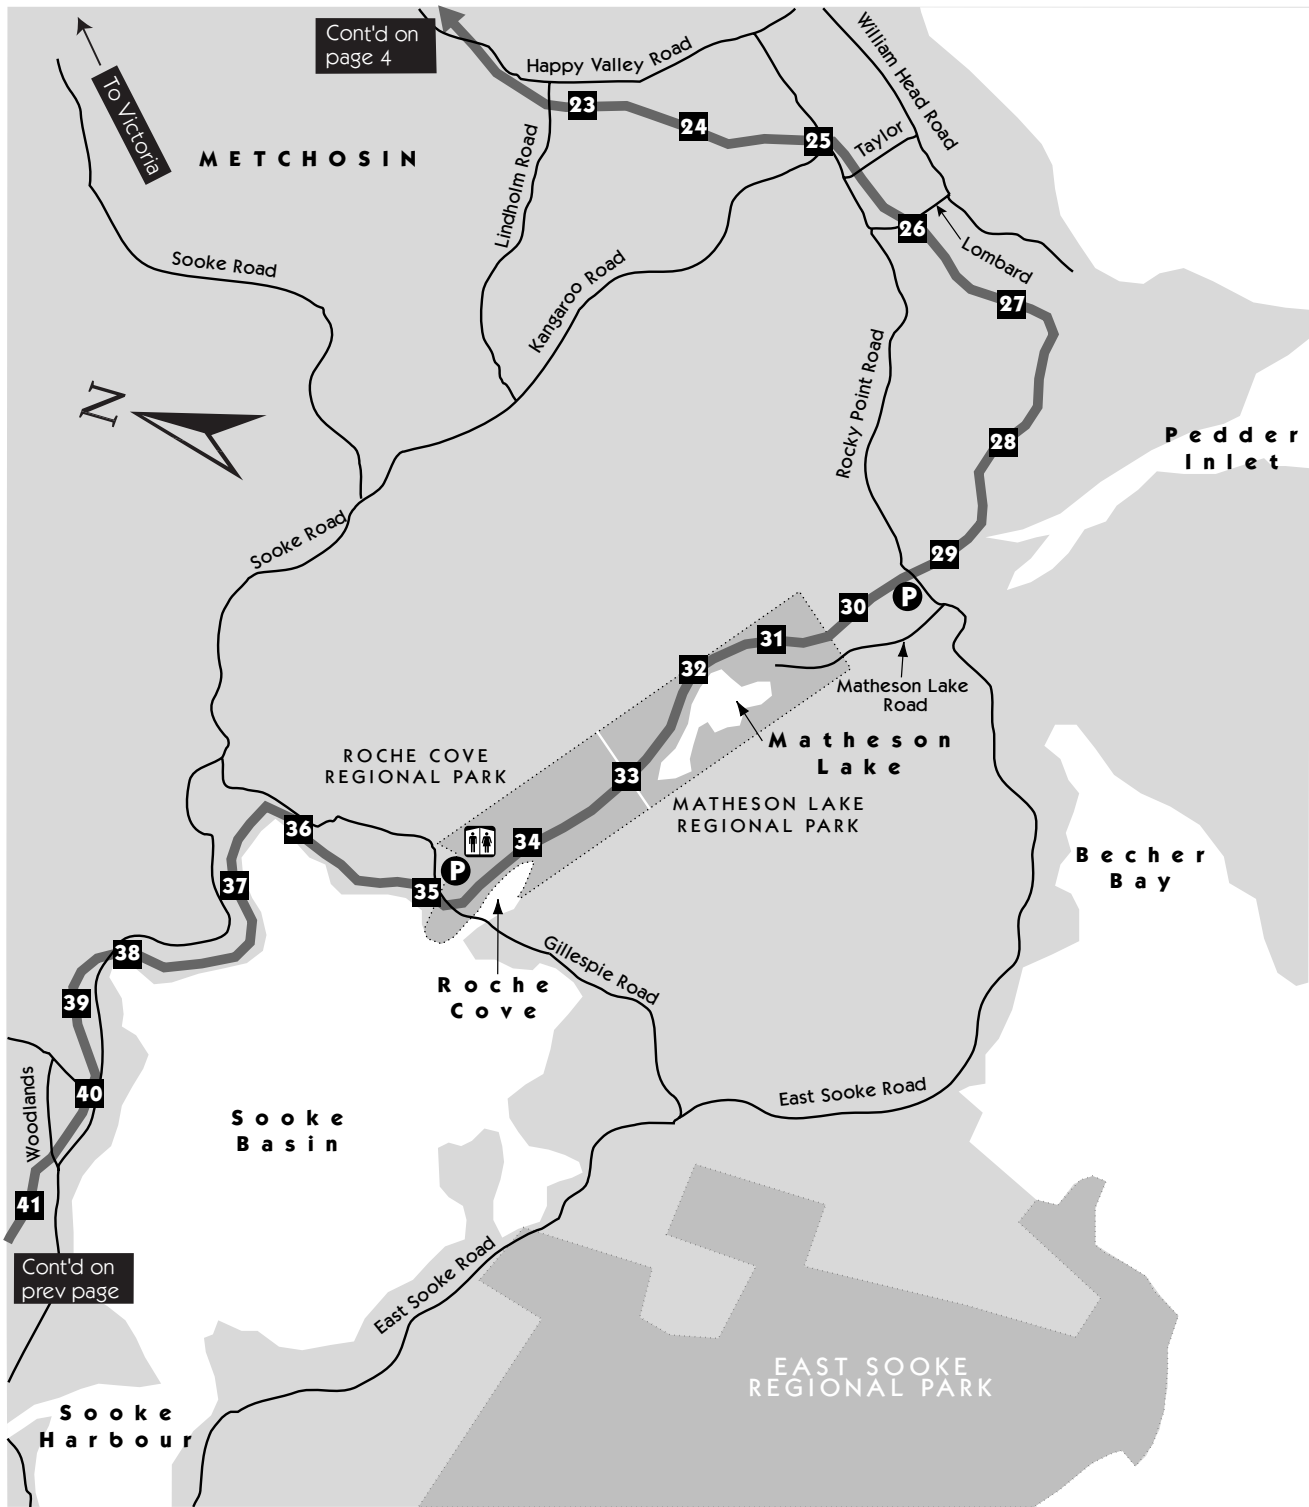 Cont'd on
page 4
To Victoria
Happy Valley Road
William Head Road
23
24
25
Taylor
METCHOSIN
Lindholm Road
26
Lombard
Sooke Road
Kangaroo Road
27
N
Rocky Point Road
28
Pedder
Inlet
Sooke Road
29
P
30
31
32
Matheson Lake
Road
Matheson
Lake
ROCHE COVE
REGIONAL PARK
33
MATHESON LAKE
REGIONAL PARK
36
34
P
35
37
Becher
Bay
38
Gillespie Road
Roche
Cove
39
40
Woodlands
Sooke
Basin
East Sooke Road
41
Cont'd on
prev page
East Sooke Road
EAST SOOKE
REGIONAL PARK
Sooke
Harbour